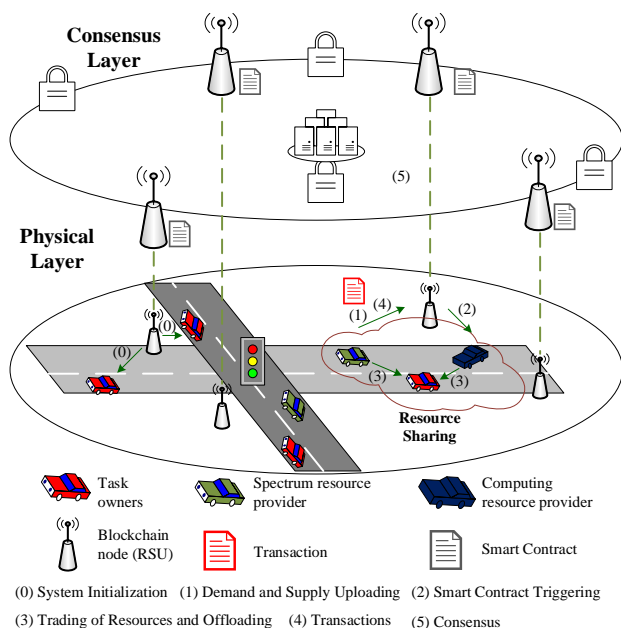 Consensus
Layer
(5)
Physical
Layer
(0)
(0)
(1)
(4)
(2)
(3)
(3)
Resource
Sharing
Task
owners
Spectrum resource
provider
Computing
resource provider
Blockchain
node (RSU)
Transaction
Smart Contract
(0) System Initialization (1) Demand and Supply Uploading (2) Smart Contract Triggering
(3) Trading of Resources and Offloading (4) Transactions (5) Consensus